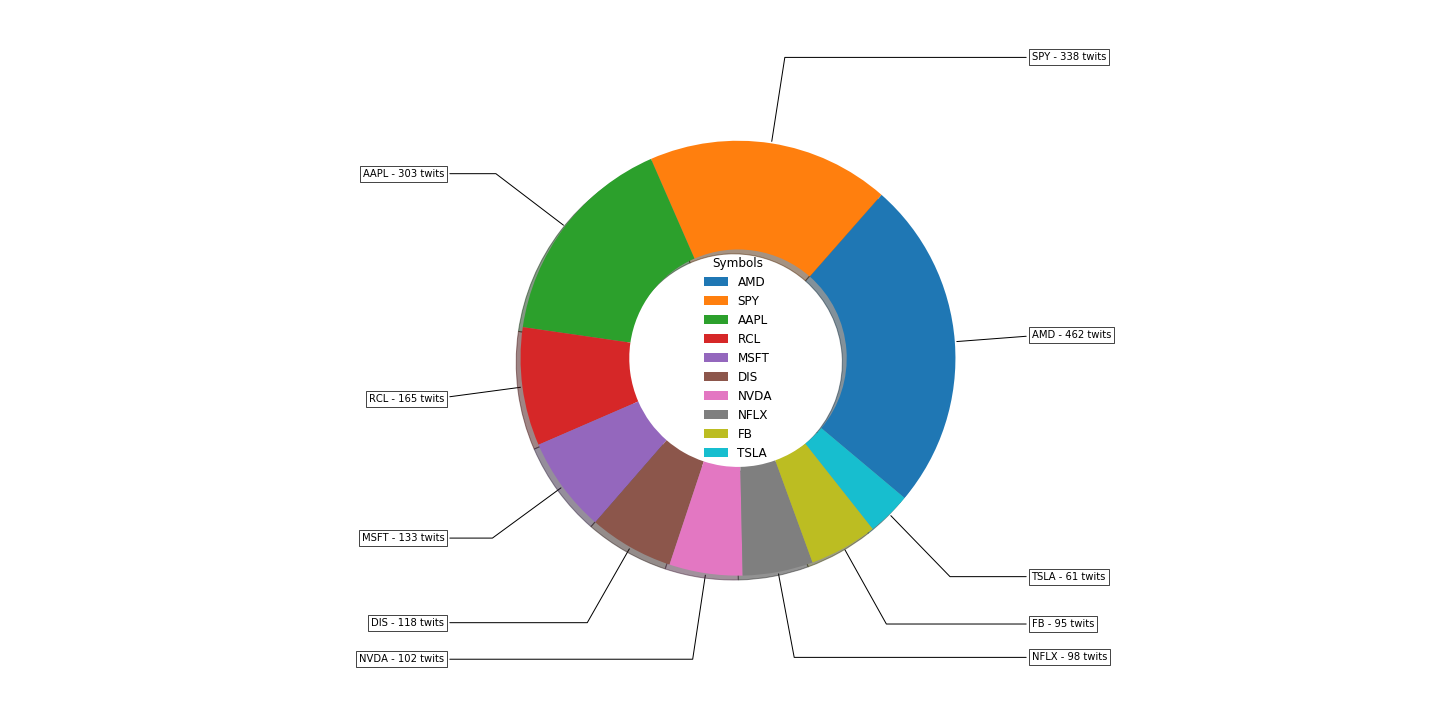 SPY - 338 twits
AAPL - 303 twits
Symbols
AMD
SPY
AAPL
RCL
MSFT
DIS
NVDA
NFLX
FB
TSLA
AMD - 462 twits
RCL - 165 twits
MSFT - 133 twits
TSLA - 61 twits
DIS - 118 twits
FB - 95 twits
NVDA - 102 twits
NFLX - 98 twits